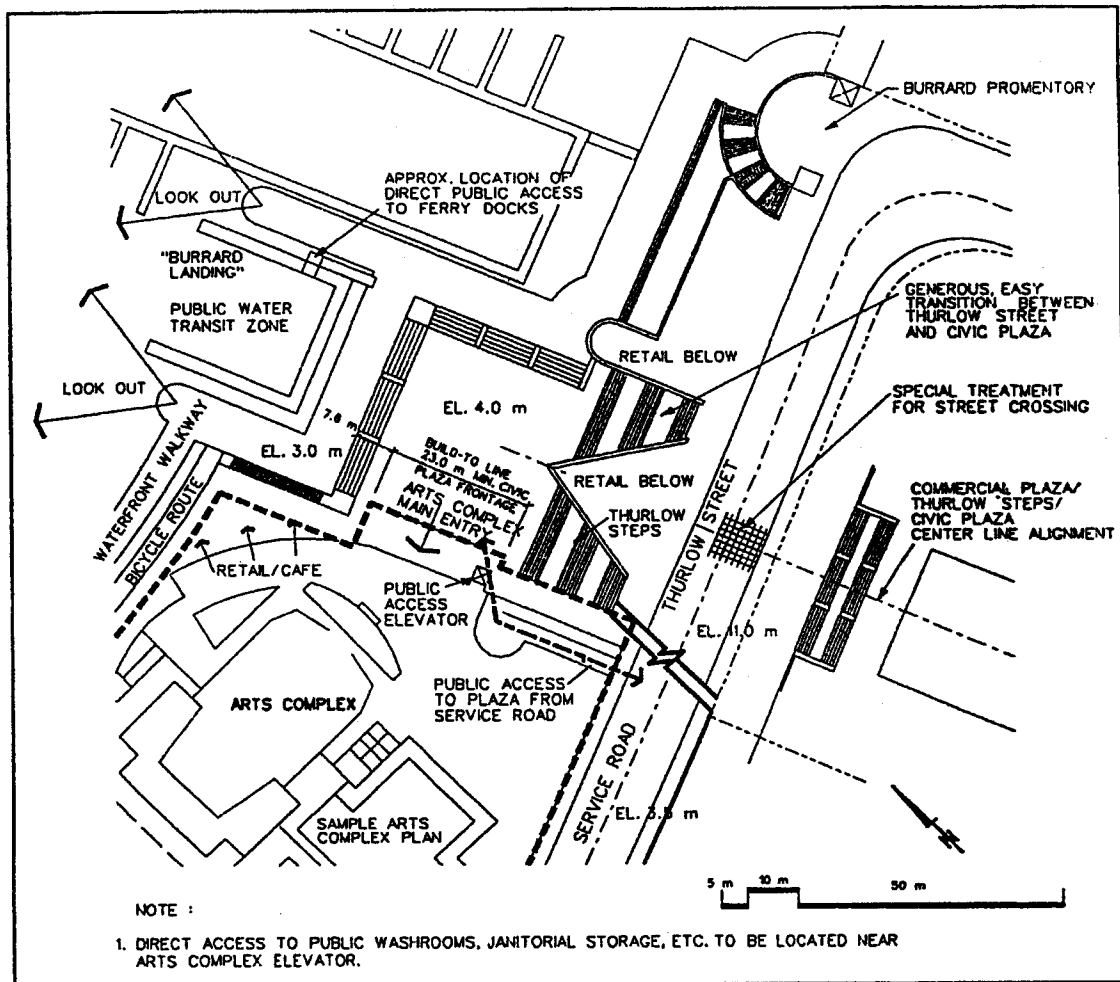 BURRARD PROMENTORY
APPROX. LOCATION OF
DIRECT PUBLIC ACCESS
TO FERRY DOCKS
LOOK OUT
"BURRARD
LANDING"
PUBLIC WATER
TRANSIT ZONE
GENEROUS, EASY
TRANSITION BETWEEN
THURLOW STREET
AND CIVIC PLAZA
RETAIL BELOW
LOOK OUT
SPECIAL TREATMENT
FOR STREET CROSSING
EL. 4.0 m
7.6 m
EL. 3.0 m
BUILD-TO LINE
23.0 m MIN. CIVIC
PLAZA FRONTAGE
ARTS COMPLEX
MAIN ENTRY
RETAIL BELOW
THURLOW
STEPS
THURLOW STREET
COMMERCIAL PLAZA/
THURLOW STEPS/
CIVIC PLAZA
CENTER LINE ALIGNMENT
WATERFRONT WALKWAY
BICYCLE ROUTE
RETAIL/CAFE
PUBLIC
ACCESS
ELEVATOR
EL. 11.0 m
PUBLIC ACCESS
TO PLAZA FROM
SERVICE ROAD
ARTS COMPLEX
SERVICE ROAD
EL. 3.5 m
SAMPLE ARTS
COMPLEX PLAN
N
5 m 10 m 50 m
NOTE :
1. DIRECT ACCESS TO PUBLIC WASHROOMS, JANITORIAL STORAGE, ETC. TO BE LOCATED NEAR
ARTS COMPLEX ELEVATOR.